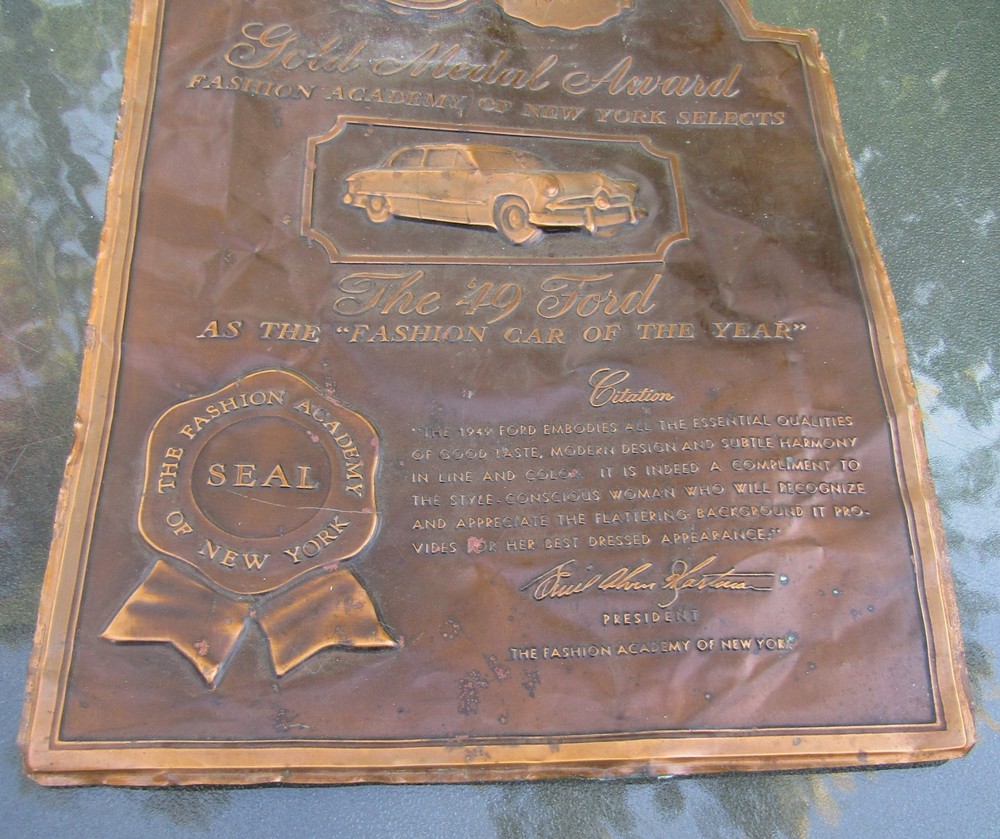 Gold Medal Award
FASHION ACADEMY OF NEW YORK SELECTS
The '49 Ford
AS THE "FASHION CAR OF THE YEAR"
THE FASHION ACADEMY
OF NEW YORK
SEAL
Citation
"THE 1949 FORD EMBODIES ALL THE ESSENTIAL QUALITIES
OF GOOD TASTE, MODERN DESIGN AND SUBTLE HARMONY
IN LINE AND COLOR. IT IS INDEED A COMPLIMENT TO
THE STYLE-CONSCIOUS WOMAN WHO WILL RECOGNIZE
AND APPRECIATE THE FLATTERING BACKGROUND IT PRO-
VIDES FOR HER BEST DRESSED APPEARANCE."
PRESIDENT
THE FASHION ACADEMY OF NEW YORK